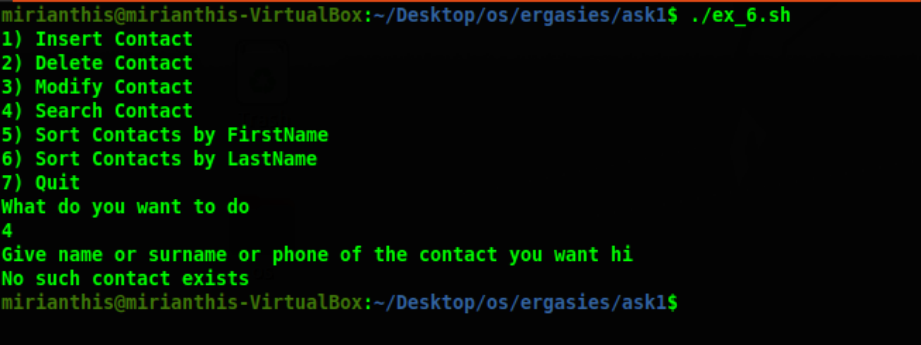 mirianthis@mirianthis-VirtualBox:~/Desktop/os/ergasies/ask1$ ./ex_6.sh
1) Insert Contact
2) Delete Contact
3) Modify Contact
4) Search Contact
5) Sort Contacts by FirstName
6) Sort Contacts by LastName
7) Quit
What do you want to do
4
Give name or surname or phone of the contact you want hi
No such contact exists
mirianthis@mirianthis-VirtualBox:~/Desktop/os/ergasies/ask1$